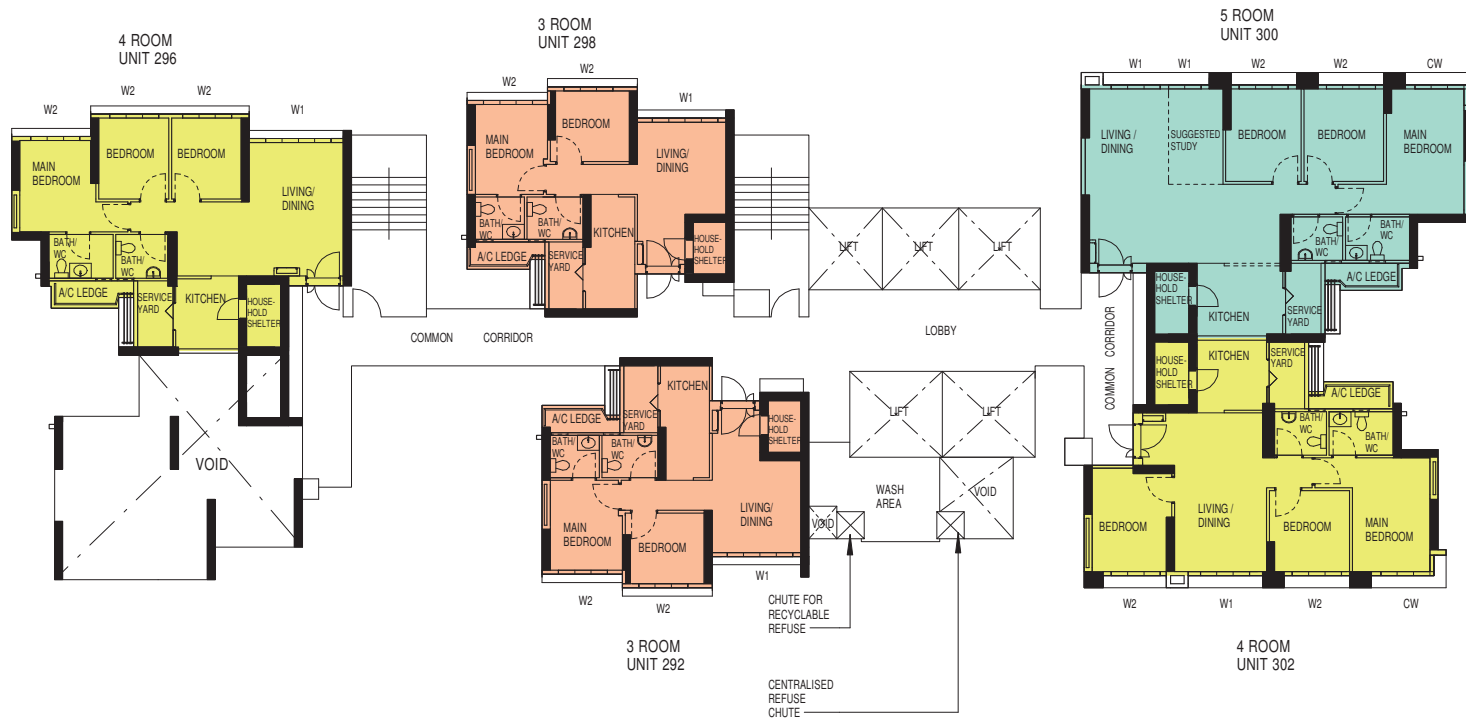 4 ROOM
UNIT 296
W2
W2
W2
W1
MAIN
BEDROOM
BEDROOM
BEDROOM
LIVING/
DINING
BATH/
WC
BATH/
WC
A/C LEDGE
SERVICE
YARD
KITCHEN
HOUSE-
HOLD
SHELTER
VOID
3 ROOM
UNIT 298
W2
W2
W1
MAIN
BEDROOM
BEDROOM
LIVING/
DINING
BATH/
WC
BATH/
WC
A/C LEDGE
SERVICE
YARD
KITCHEN
HOUSE-
HOLD
SHELTER
LIFT
LIFT
LIFT
COMMON CORRIDOR
LOBBY
5 ROOM
UNIT 300
W1
W1
W2
W2
CW
LIVING /
DINING
SUGGESTED
STUDY
BEDROOM
BEDROOM
MAIN
BEDROOM
BATH/
WC
BATH/
WC
A/C LEDGE
HOUSE-
HOLD
SHELTER
KITCHEN
SERVICE
YARD
COMMON CORRIDOR
HOUSE-
HOLD
SHELTER
KITCHEN
SERVICE
YARD
A/C LEDGE
BATH/
WC
BATH/
WC
BEDROOM
LIVING /
DINING
BEDROOM
MAIN
BEDROOM
W2
W1
W2
CW
4 ROOM
UNIT 302
KITCHEN
SERVICE
YARD
A/C LEDGE
HOUSE-
HOLD
SHELTER
BATH/
WC
BATH/
WC
MAIN
BEDROOM
BEDROOM
LIVING/
DINING
W2
W2
W1
3 ROOM
UNIT 292
LIFT
LIFT
WASH
AREA
VOID
VOID
CHUTE FOR
RECYCLABLE
REFUSE
CENTRALISED
REFUSE
CHUTE